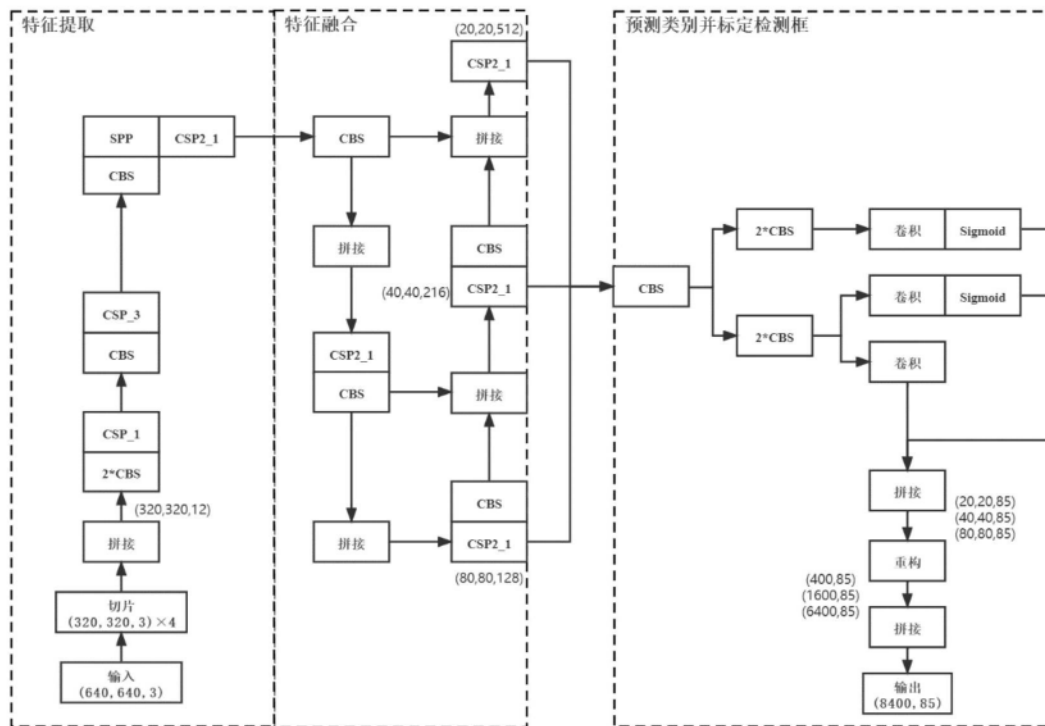 特征提取
SPP
CSP2_1
CBS
CSP_3
CBS
CSP_1
2*CBS
(320,320,12)
拼接
切片
(320,320,3)×4
输入
(640,640,3)
特征融合
(20,20,512)
CSP2_1
CBS
拼接
拼接
CBS
(40,40,216)
CSP2_1
CSP2_1
CBS
拼接
CBS
拼接
CSP2_1
(80,80,128)
预测类别并标定检测框
CBS
2*CBS
卷积
Sigmoid
2*CBS
卷积
Sigmoid
卷积
拼接
(20,20,85)
(40,40,85)
(80,80,85)
重构
(400,85)
(1600,85)
(6400,85)
拼接
输出
(8400,85)